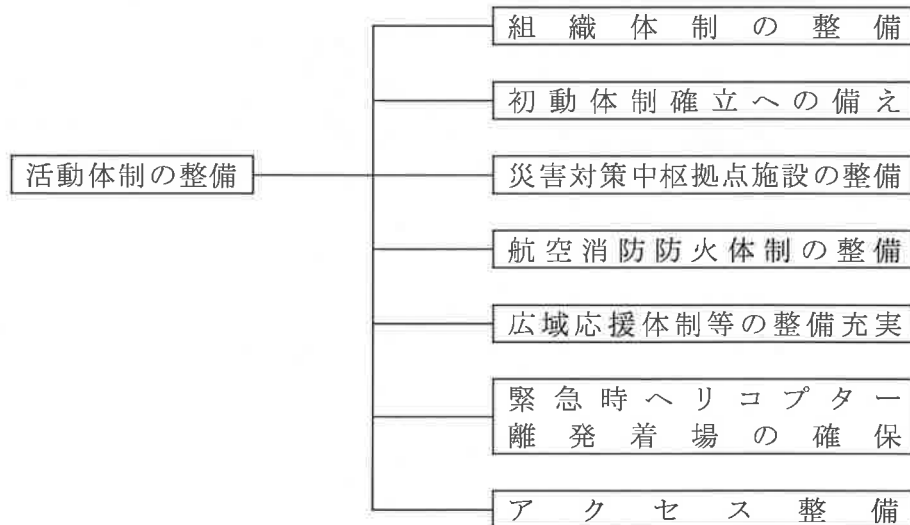 組織体制の整備
初動体制確立への備え
活動体制の整備
災害対策中枢拠点施設の整備
航空消防防火体制の整備
広域応援体制等の整備充実
緊急時ヘリコプター
離発着場の確保
アクセス整備